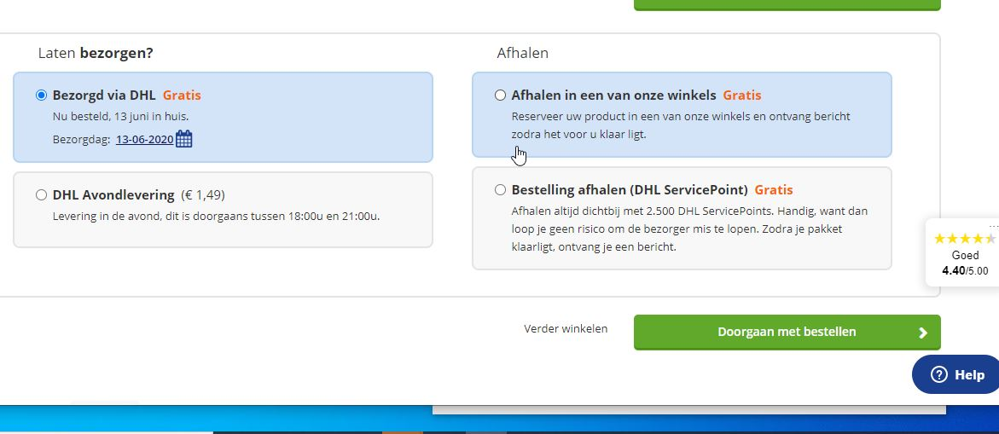 Laten bezorgen?
Bezorgd via DHL Gratis
Nu besteld, 13 juni in huis.
Bezorgdag: 13-06-2020
DHL Avondlevering (€ 1,49)
Levering in de avond, dit is doorgaans tussen 18:00u en 21:00u.
Afhalen
Afhalen in een van onze winkels Gratis
Reserveer uw product in een van onze winkels en ontvang bericht
zodra het voor u klaar ligt.
Bestelling afhalen (DHL ServicePoint) Gratis
Afhalen altijd dichtbij met 2.500 DHL ServicePoints. Handig, want dan
loop je geen risico om de bezorger mis te lopen. Zodra je pakket
klaarligt, ontvang je een bericht.
...
Goed
4.40/5.00
Verder winkelen
Doorgaan met bestellen
? Help